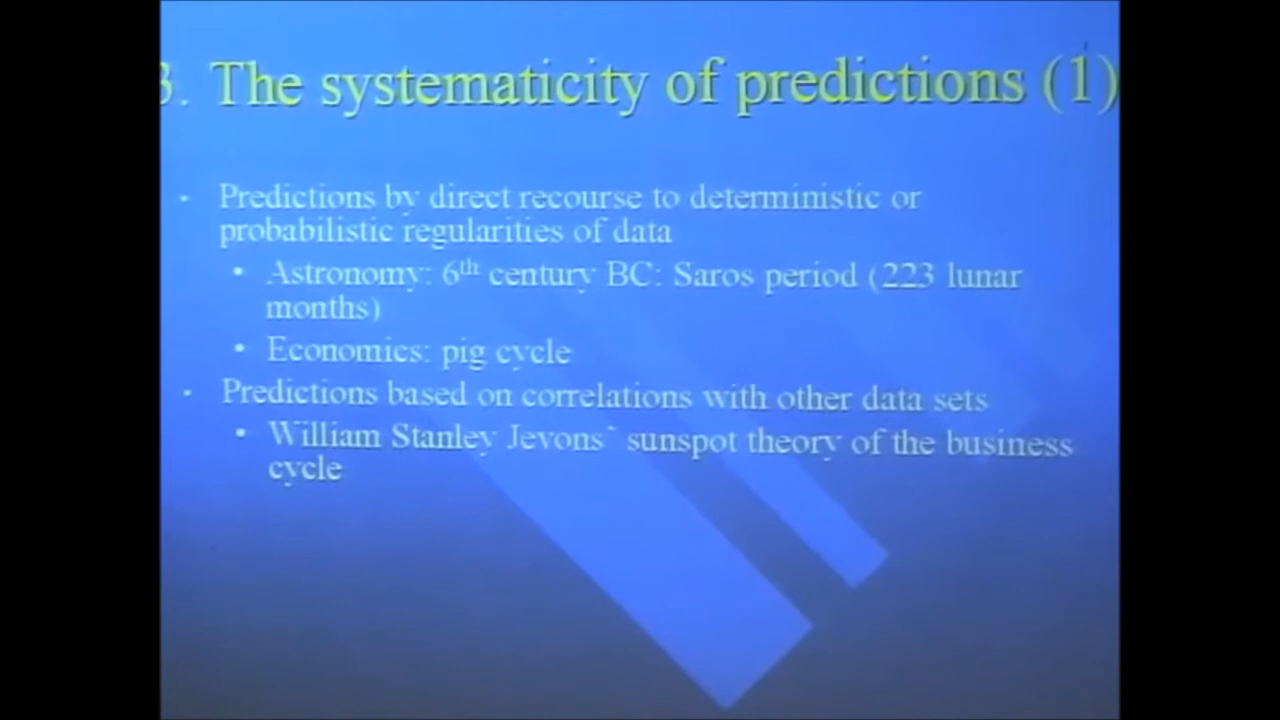 3. The systematicity of predictions (1)
- Predictions by direct recourse to deterministic or
probabilistic regularities of data
• Astronomy: 6th century BC: Saros period (223 lunar
months)
• Economics: pig cycle
- Predictions based on correlations with other data sets
• William Stanley Jevons` sunspot theory of the business
cycle